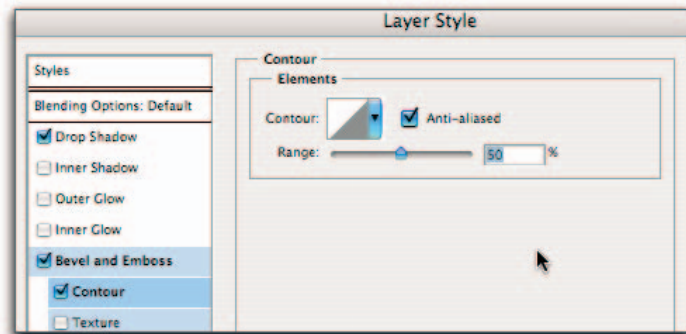 Layer Style
Styles
Blending Options: Default
Drop Shadow
Inner Shadow
Outer Glow
Inner Glow
Bevel and Emboss
Contour
Texture
Contour
Elements
Contour:
Anti-aliased
Range:
50
%